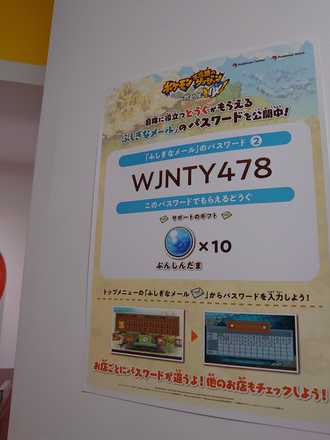 ポケモン不思議のダンジョン
救助隊DX
冒険に役立つどうぐがもらえる
「ふしぎなメール」のパスワードを公開中!
「ふしぎなメール」のパスワード ②
WJNTY478
このパスワードでもらえるどうぐ
サポートのギフト
×10
ぶんしんだま
トップメニューの「ふしぎなメール」からパスワードを入力しよう!
お店ごとにパスワードが違うよ!他のお店もチェックしよう!